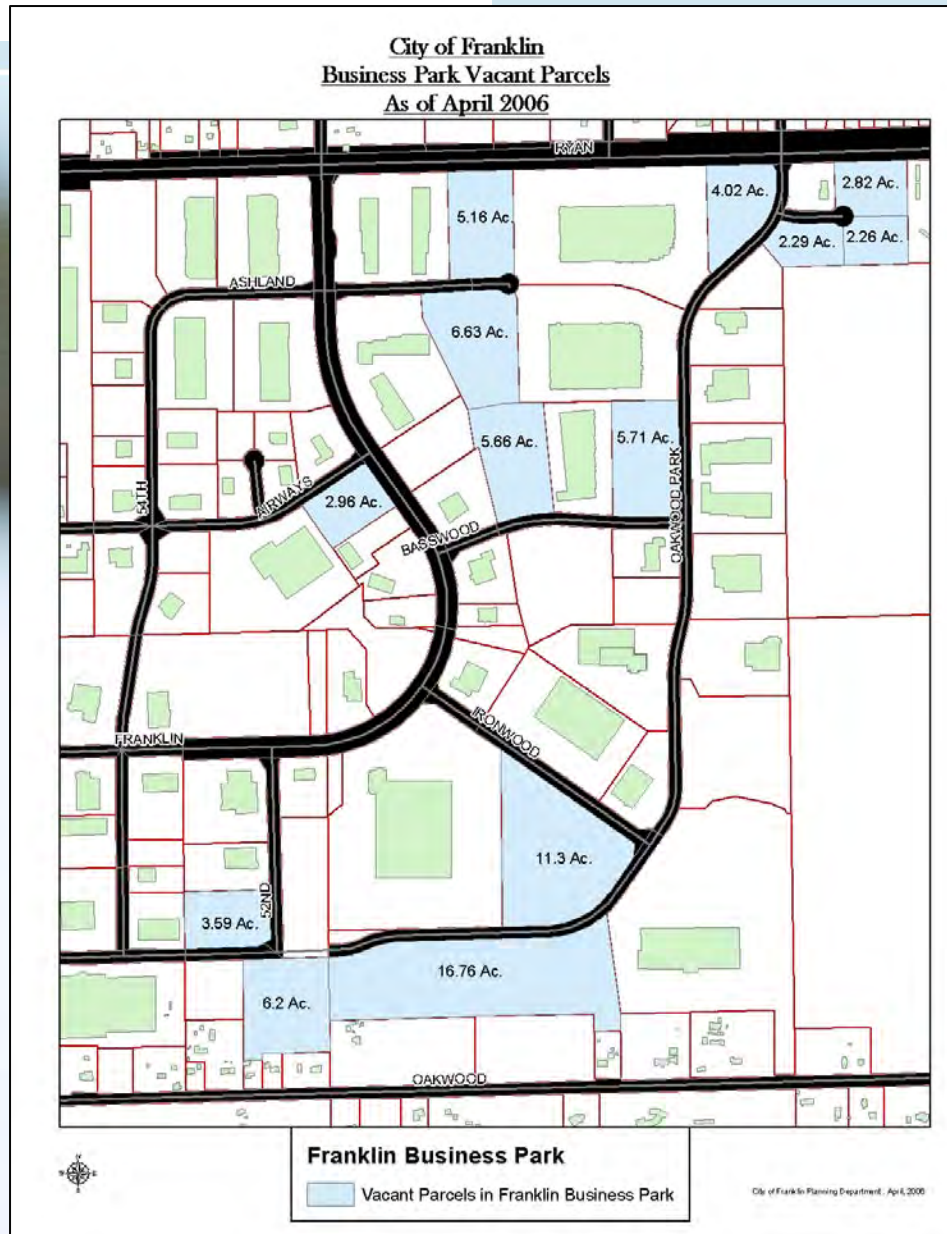 City of Franklin
Business Park Vacant Parcels
As of April 2006
RYAN
4.02 Ac.
2.82 Ac.
5.16 Ac.
2.29 Ac.
2.26 Ac.
ASHLAND
6.63 Ac.
5.66 Ac.
5.71 Ac.
OAKWOOD PARK
54TH
AIRWAYS
2.96 Ac.
BASSWOOD
IRONWOOD
FRANKLIN
11.3 Ac.
52ND
3.59 Ac.
16.76 Ac.
6.2 Ac.
OAKWOOD
Franklin Business Park
Vacant Parcels in Franklin Business Park
City of Franklin Planning Department, April, 2006